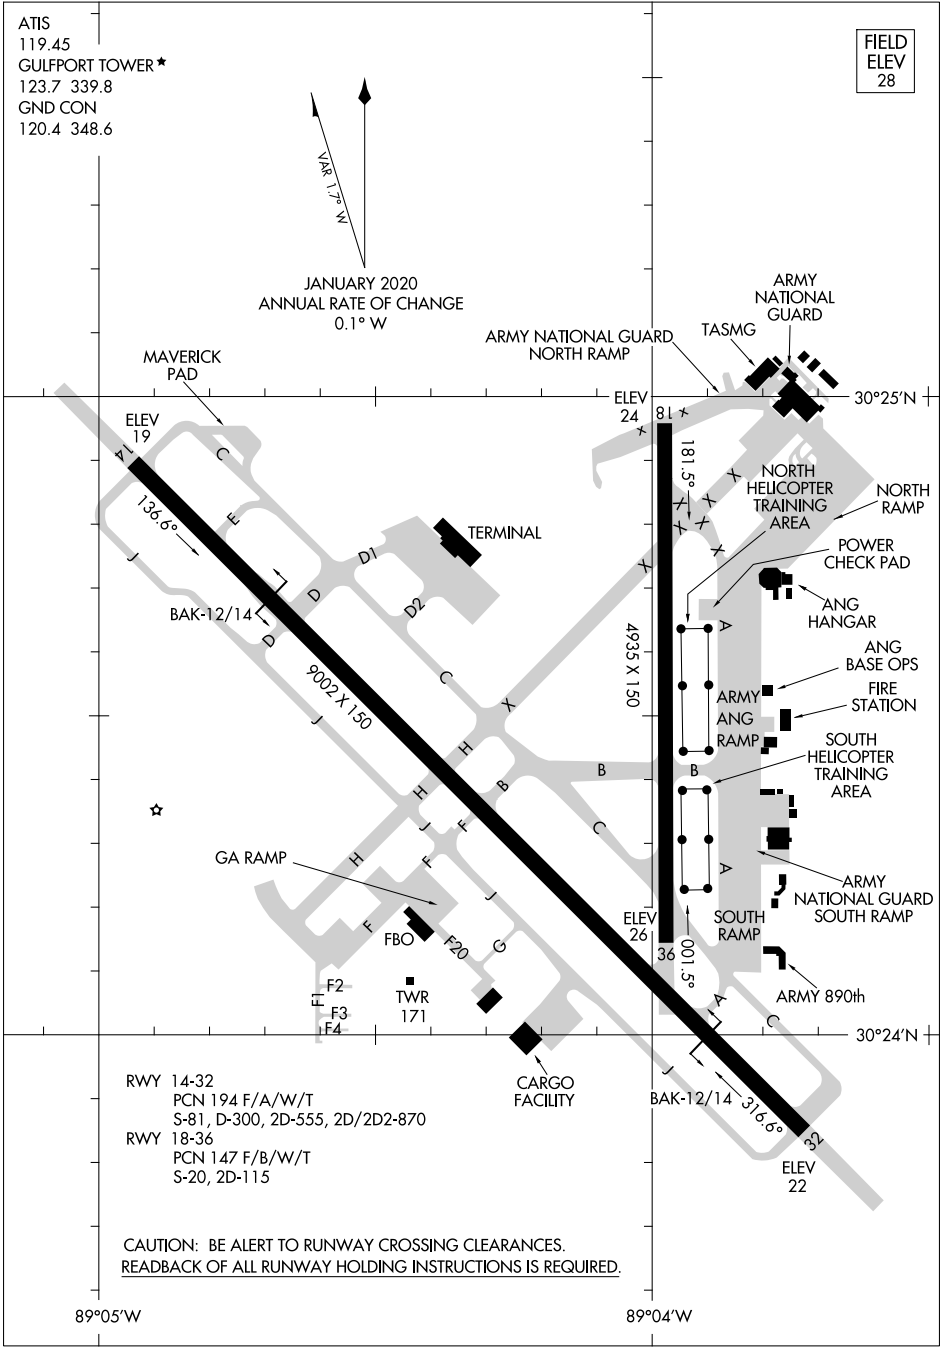 ATIS
119.45
GULFPORT TOWER
123.7 339.8
GND CON
120.4 348.6
FIELD
ELEV
28
VAR 1.7° W
JANUARY 2020
ANNUAL RATE OF CHANGE
0.1° W
ARMY
NATIONAL
GUARD
TASMG
ARMY NATIONAL GUARD
NORTH RAMP
MAVERICK
PAD
ELEV
19
14
136.6°
C
E
J
ELEV
24
18
X
X
30°25'N
181.5°
X
X
X
X
X
X
X
NORTH
HELICOPTER
TRAINING
AREA
NORTH
RAMP
TERMINAL
D1
D
D2
D
BAK-12/14
POWER
CHECK PAD
ANG
HANGAR
A
9002 X 150
J
C
X
4935 X 150
ARMY
ANG
RAMP
ANG
BASE OPS
FIRE
STATION
SOUTH
HELICOPTER
TRAINING
AREA
H
B
B
B
H
J
F
C
H
F
GA RAMP
J
A
ARMY
NATIONAL GUARD
SOUTH RAMP
F
FBO
F20
G
ELEV
26
36
001.5°
SOUTH
RAMP
ARMY 890th
F1
F2
F3
F4
TWR
171
A
C
30°24'N
CARGO
FACILITY
J
BAK-12/14
316.6°
32
ELEV
22
RWY 14-32
PCN 194 F/A/W/T
S-81, D-300, 2D-555, 2D/2D2-870
RWY 18-36
PCN 147 F/B/W/T
S-20, 2D-115
CAUTION: BE ALERT TO RUNWAY CROSSING CLEARANCES.
READBACK OF ALL RUNWAY HOLDING INSTRUCTIONS IS REQUIRED.
89°05'W
89°04'W